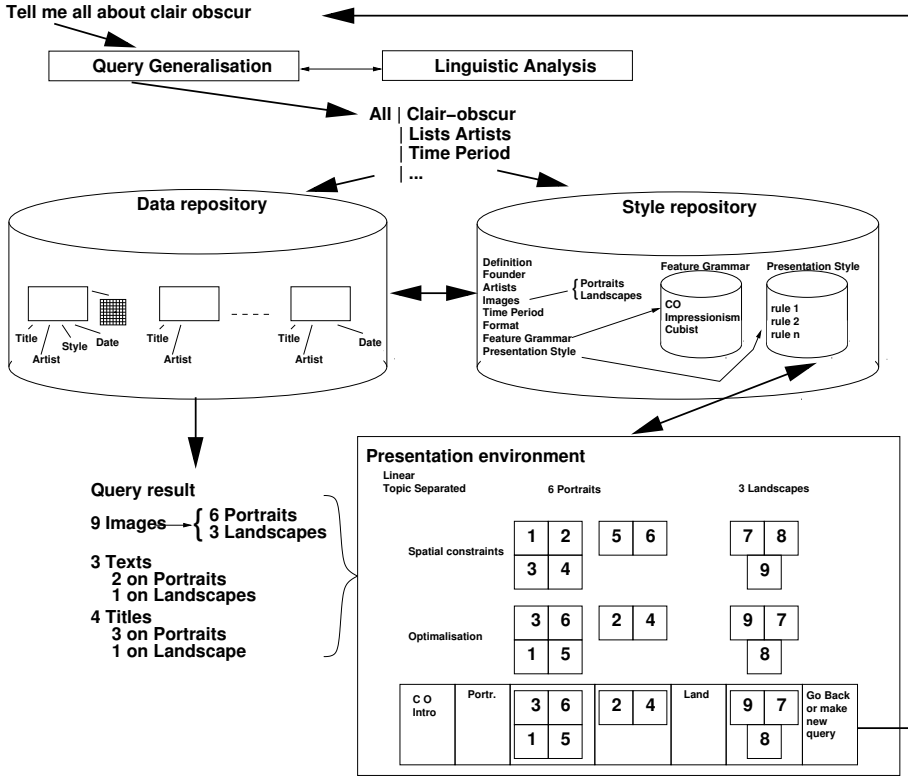 Tell me all about clair obscur
Query Generalisation
Linguistic Analysis
All | Clair-obscur
| Lists Artists
| Time Period
| ...
Data repository
Title
Artist
Style
Date
Title
Artist
Title
Artist
Date
Style repository
Definition
Founder
Artists
Images
Time Period
Format
Feature Grammar
Presentation Style
{ Portraits
Landscapes
Feature Grammar
CO
Impressionism
Cubist
Presentation Style
rule 1
rule 2
rule n
Query result
9 Images { 6 Portraits
3 Landscapes
3 Texts
2 on Portraits
1 on Landscapes
4 Titles
3 on Portraits
1 on Landscape
Presentation environment
Linear
Topic Separated
6 Portraits
3 Landscapes
Spatial constraints
1 2 5 6 7 8
3 4 9
Optimalisation
3 6 2 4 9 7
1 5 8
C O
Intro
Portr.
3 6
1 5
2 4
Land
9 7
8
Go Back
or make
new
query